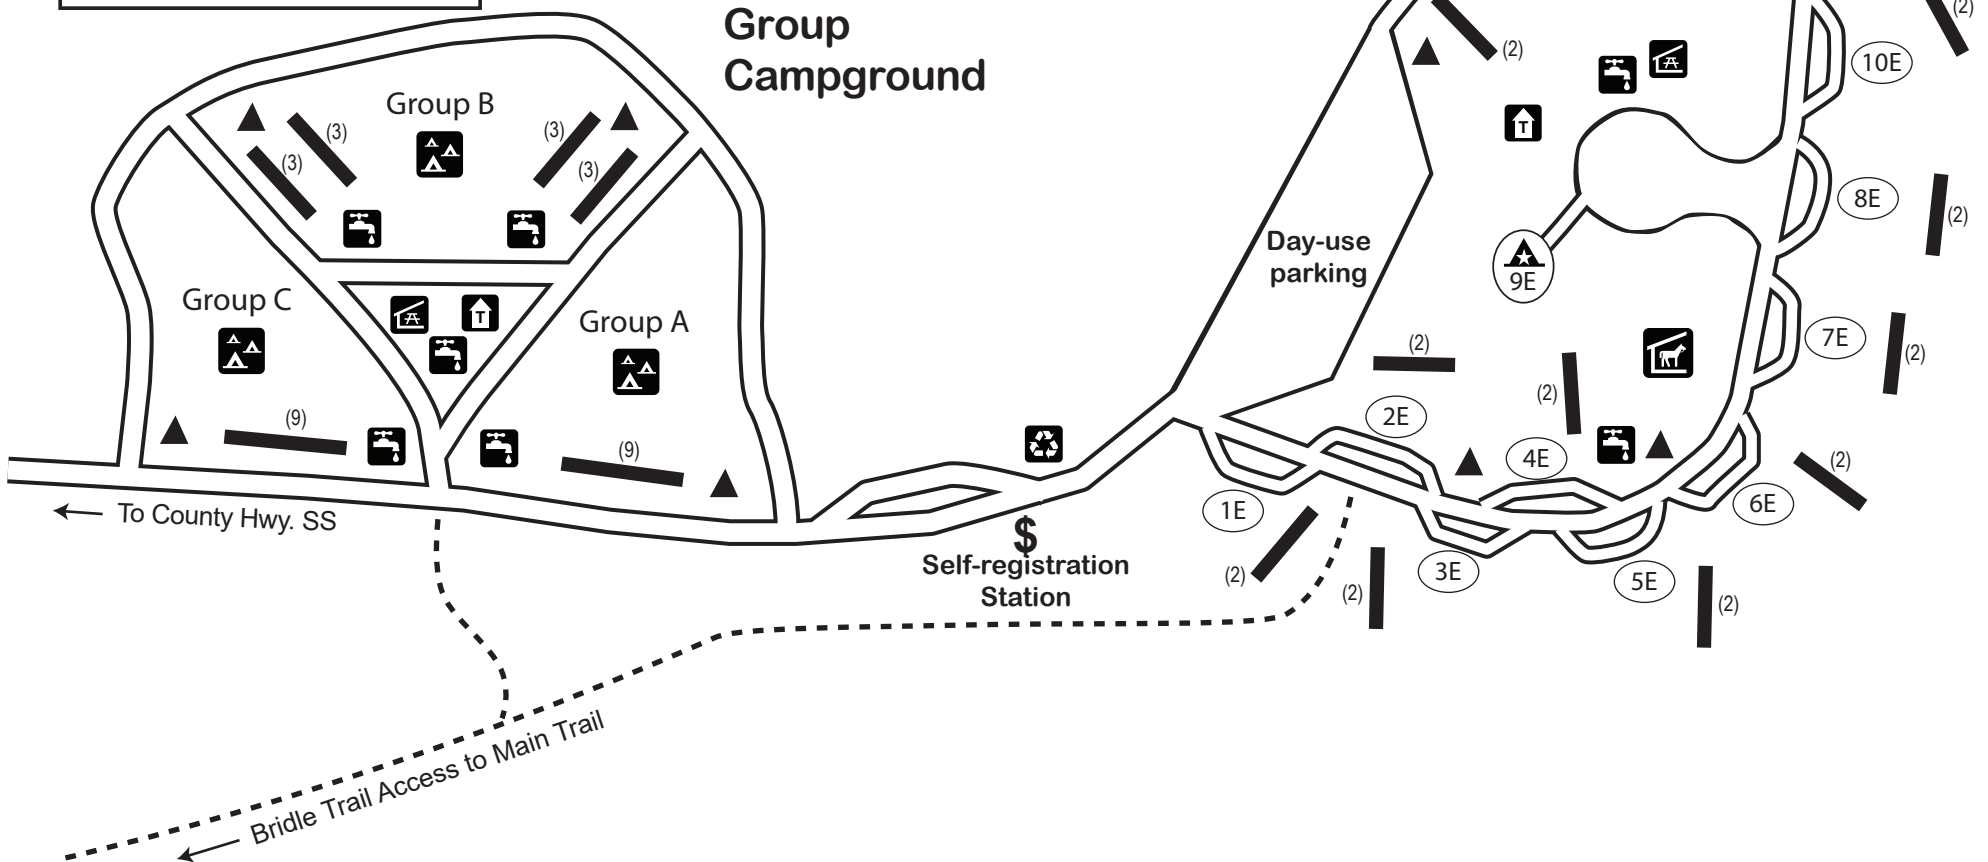 Group
Campground
Group B
(3)
(3)
(3)
(3)
Group C
(9)
Group A
(9)
T
To County Hwy. SS
$
Self-registration
Station
Bridle Trail Access to Main Trail
Day-use
parking
(2)
T
10E
(2)
8E
(2)
9E
7E
(2)
(2)
(2)
2E
4E
6E
(2)
1E
(2)
(2)
3E
5E
(2)